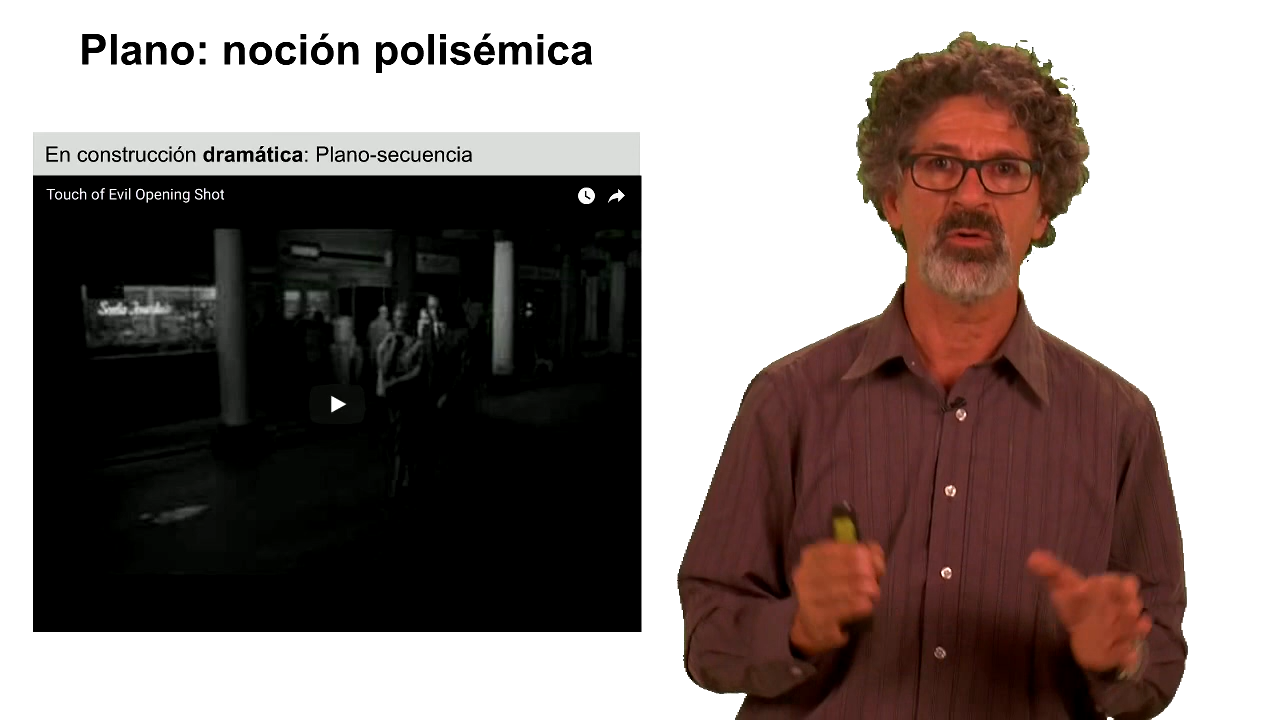 Plano: noción polisémica
En construcción dramática: Plano-secuencia
Touch of Evil Opening Shot